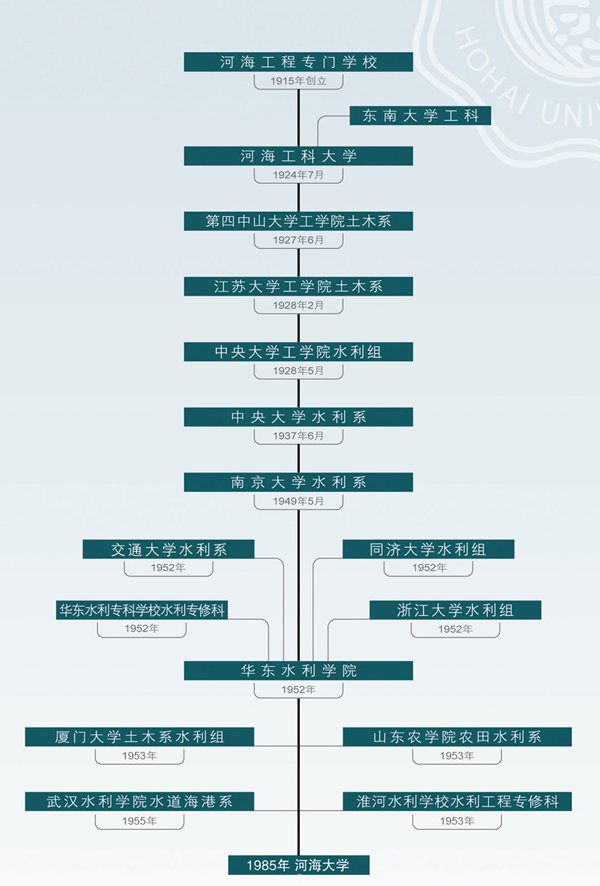 HOHAI UNIV
河海工程专门学校
1915年创立
东南大学工科
河海工科大学
1924年7月
第四中山大学工学院土木系
1927年6月
江苏大学工学院土木系
1928年2月
中央大学工学院水利组
1928年5月
中央大学水利系
1937年6月
南京大学水利系
1949年5月
交通大学水利系
1952年
同济大学水利组
1952年
华东水利专科学校水利专修科
1952年
浙江大学水利组
1952年
华东水利学院
1952年
厦门大学土木系水利组
1953年
山东农学院农田水利系
1953年
武汉水利学院水道海港系
1955年
淮河水利学校水利工程专修科
1953年
1985年 河海大学